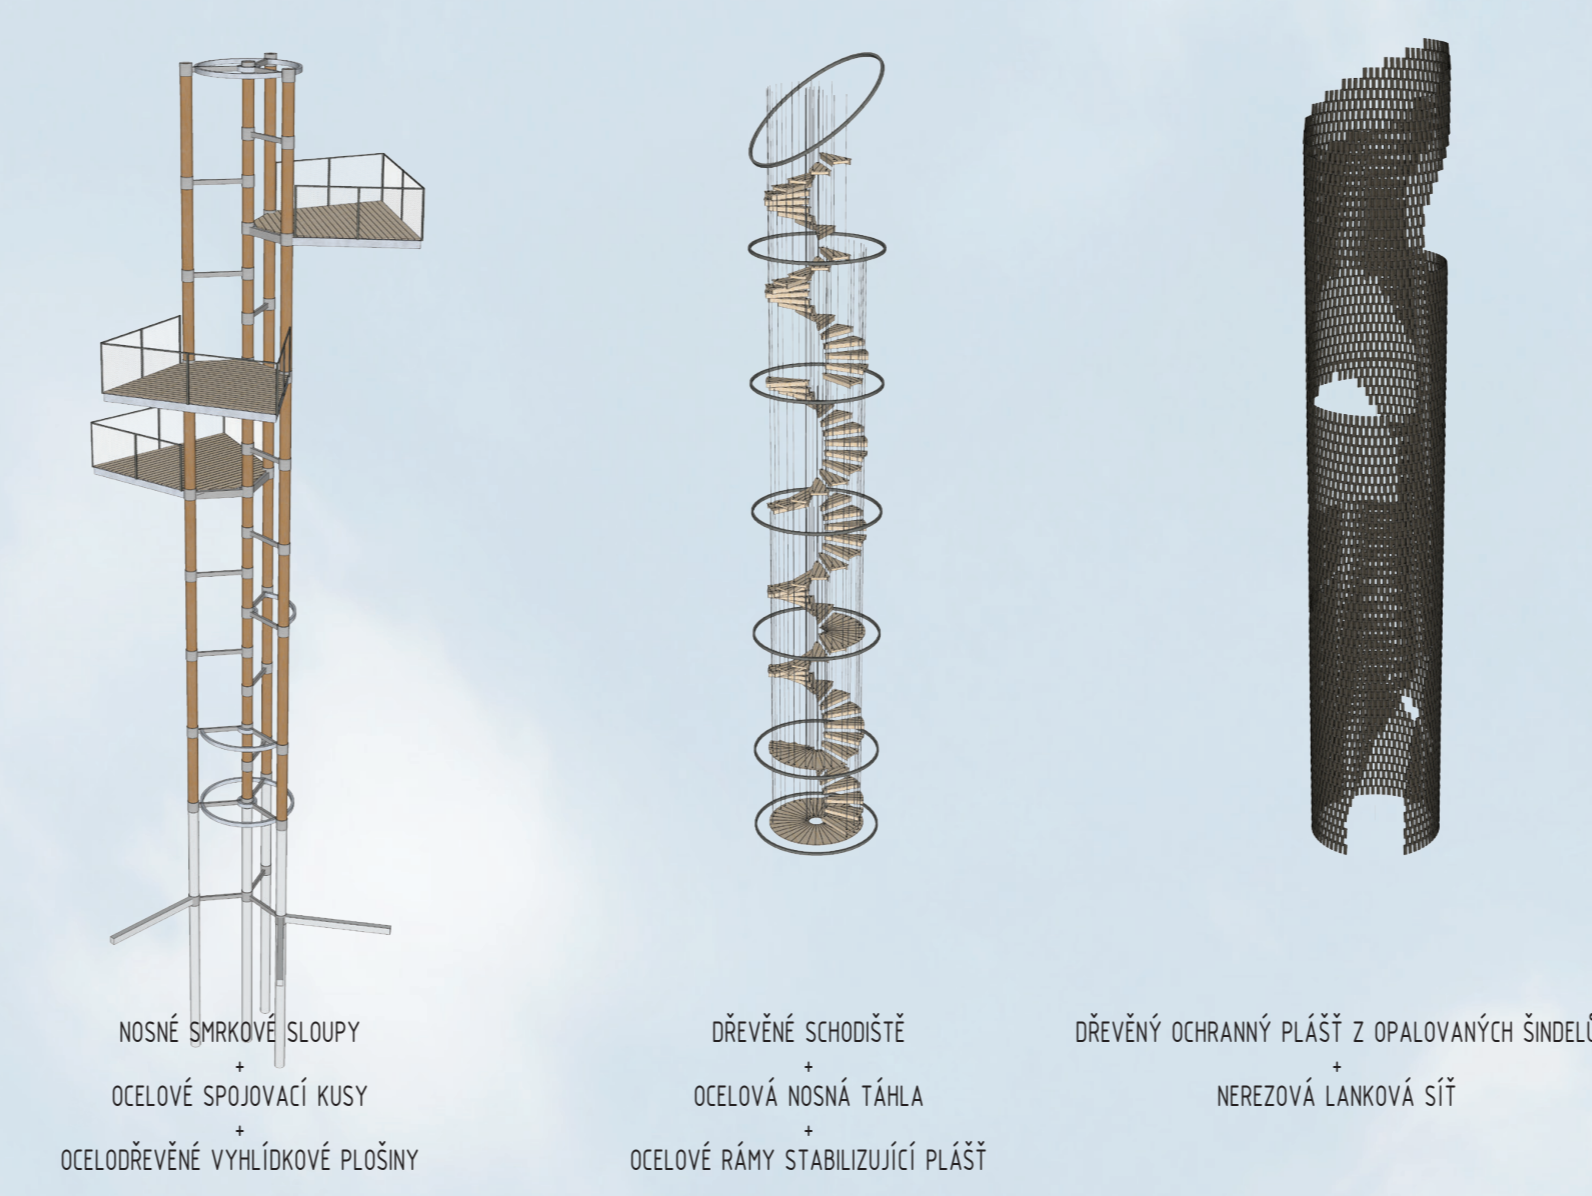 NOSNÉ SMRKOVÉ SLOUPY
+
OCELOVÉ SPOJOVACÍ KUSY
+
OCELODŘEVĚNÉ VYHLÍDKOVÉ PLOŠINY
DŘEVĚNÉ SCHODIŠTĚ
+
OCELOVÁ NOSNÁ TÁHLA
+
OCELOVÉ RÁMY STABILIZUJÍCÍ PLÁŠŤ
DŘEVĚNÝ OCHRANNÝ PLÁŠŤ Z OPALOVANÝCH ŠINDELŮ
+
NEREZOVÁ LANKOVÁ SÍŤ